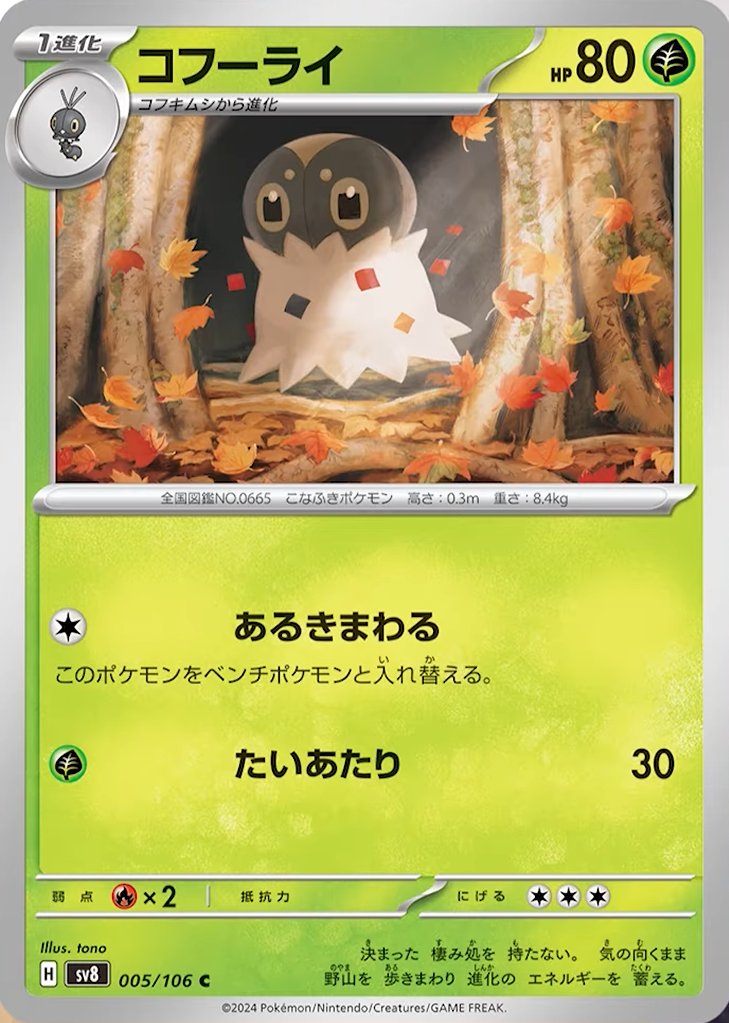 1進化
コフーライ
HP80
コフキムシから進化
全国図鑑NO.0665 こなふきポケモン 高さ：0.3m 重さ：8.4kg
あるきまわる
このポケモンをベンチポケモンと入れ替える。
たいあたり 30
弱点 ×2 抵抗力 にげる
Illus. tono
H sv8 005/106 C
決まった 棲み処を 持たない。 気の向くまま
野山を 歩きまわり 進化の エネルギーを 蓄える。
©2024 Pokémon/Nintendo/Creatures/GAME FREAK.